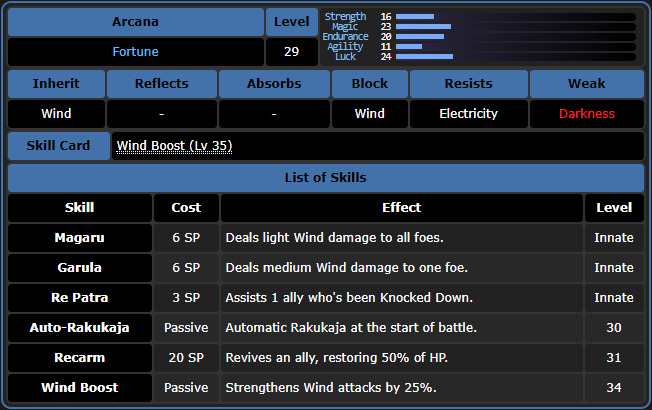 Arcana Level
Fortune 29
Strength 16
Magic 23
Endurance 20
Agility 11
Luck 24
Inherit Reflects Absorbs Block Resists Weak
Wind - - Wind Electricity Darkness
Skill Card Wind Boost (Lv 35)
List of Skills
Skill Cost Effect Level
Magaru 6 SP Deals light Wind damage to all foes. Innate
Garula 6 SP Deals medium Wind damage to one foe. Innate
Re Patra 3 SP Assists 1 ally who's been Knocked Down. Innate
Auto-Rakukaja Passive Automatic Rakukaja at the start of battle. 30
Recarm 20 SP Revives an ally, restoring 50% of HP. 31
Wind Boost Passive Strengthens Wind attacks by 25%. 34